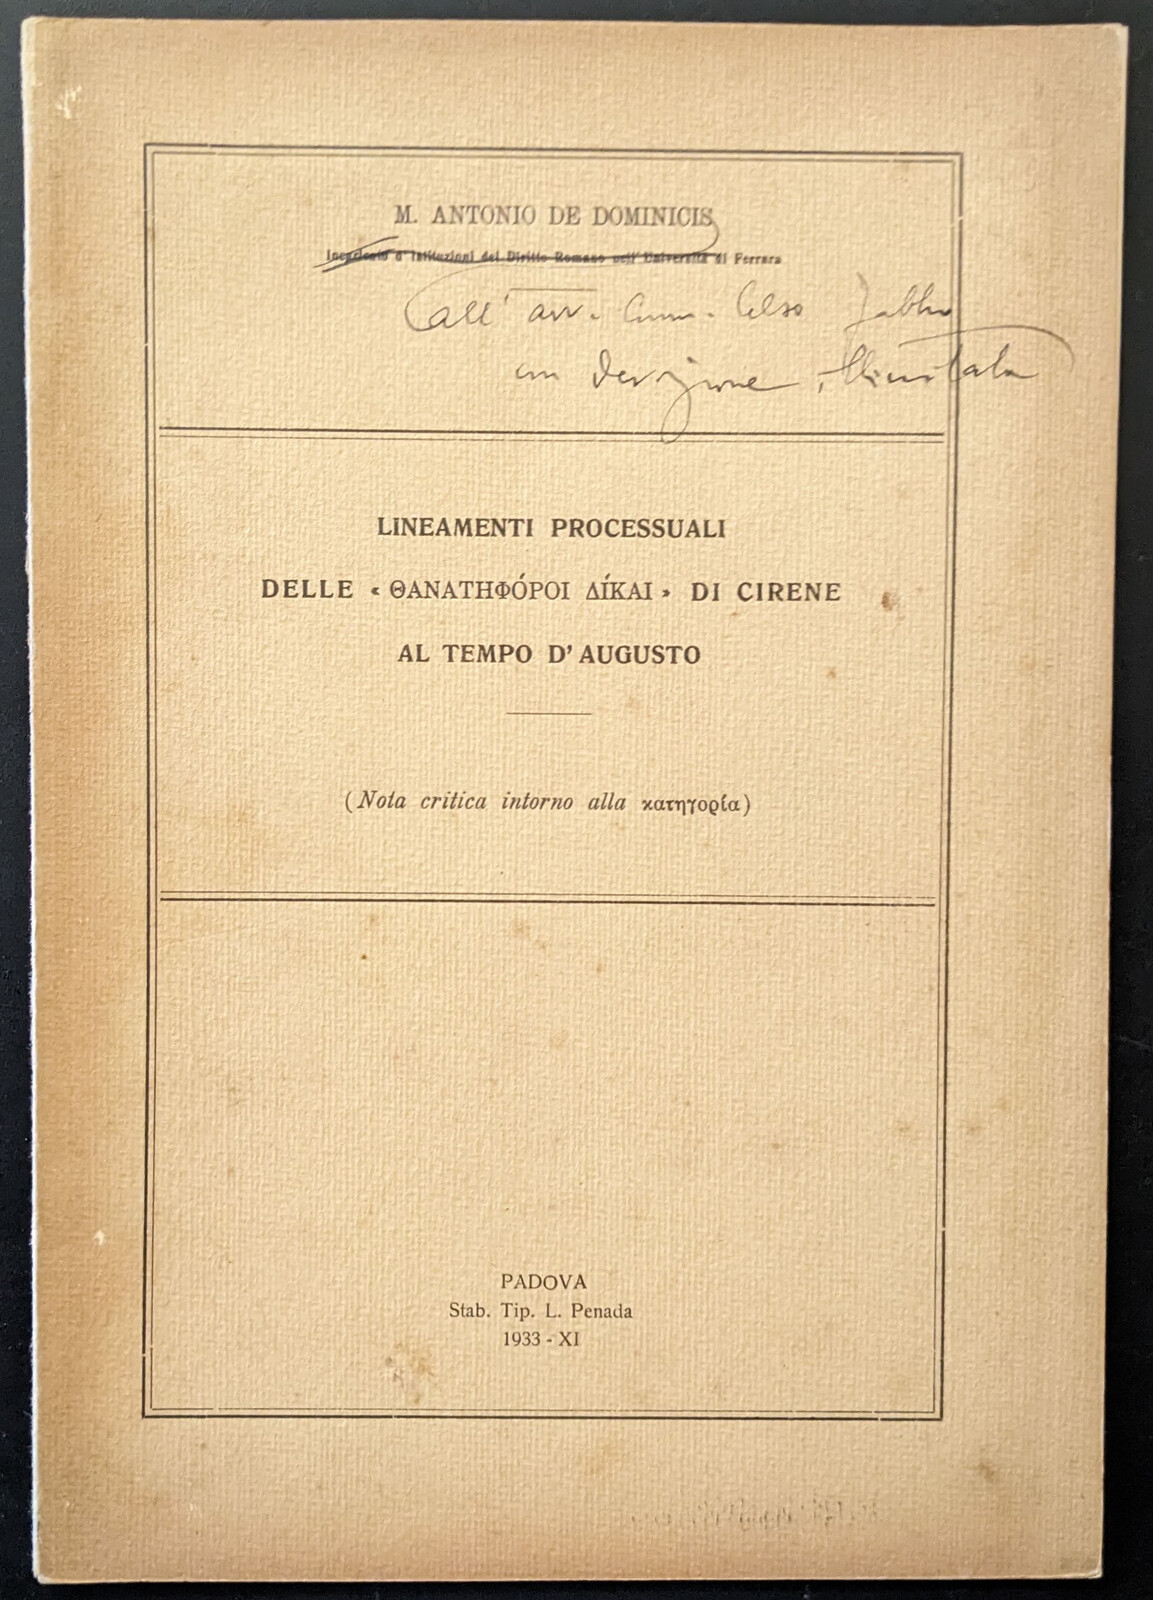 M. ANTONIO DE DOMINICIS
Incaricato d' Istituzioni del Diritto Romano nell' Università di Ferrara
all' avv. Comm. Celso
con devozione illimitata
LINEAMENTI PROCESSUALI
DELLE « ΘΑΝΑΤΗΦΌΡΟΙ ΔΊΚΑΙ » DI CIRENE
AL TEMPO D' AUGUSTO
(Nota critica intorno alla κατηγορία)
PADOVA
Stab. Tip. L. Penada
1933 - XI